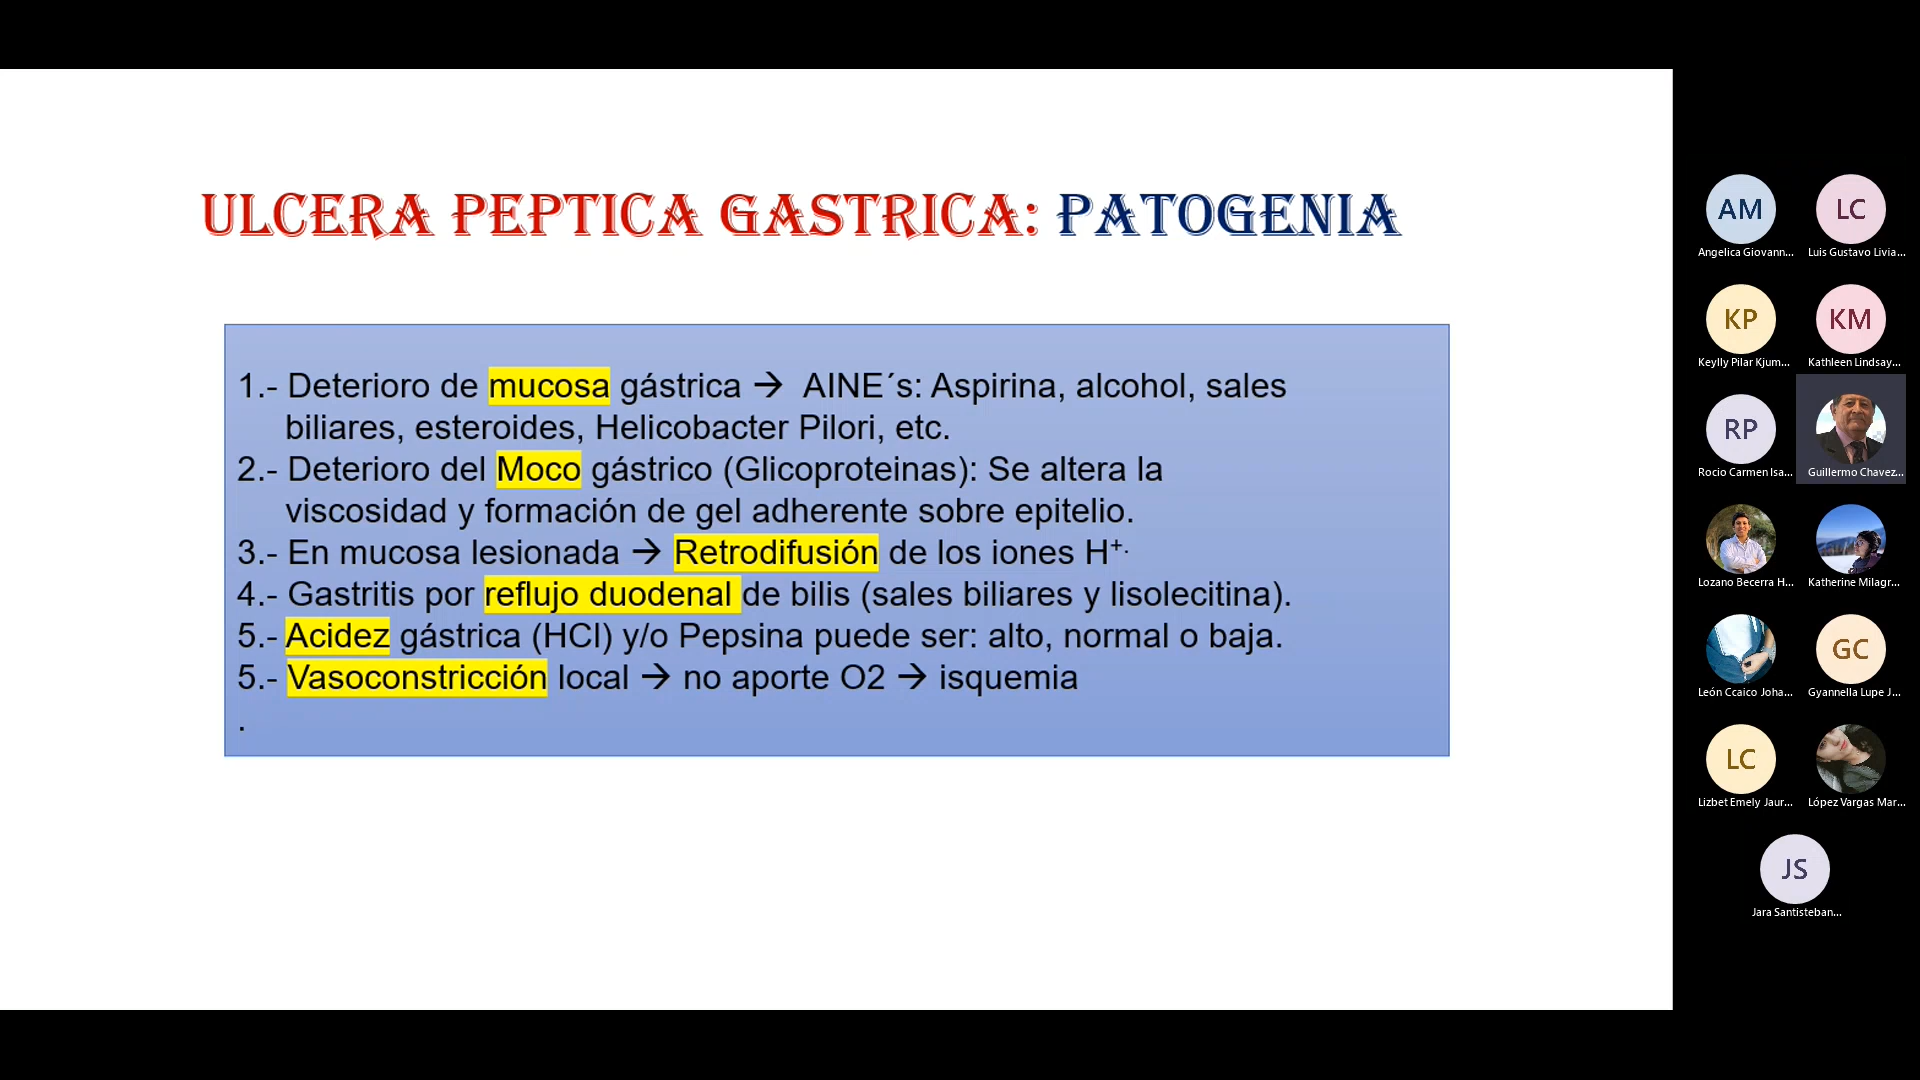 ULCERA PEPTICA GASTRICA: PATOGENIA
1.- Deterioro de mucosa gástrica → AINE´s: Aspirina, alcohol, sales
biliares, esteroides, Helicobacter Pilori, etc.
2.- Deterioro del Moco gástrico (Glicoproteinas): Se altera la
viscosidad y formación de gel adherente sobre epitelio.
3.- En mucosa lesionada → Retrodifusión de los iones H⁺.
4.- Gastritis por reflujo duodenal de bilis (sales biliares y lisolecitina).
5.- Acidez gástrica (HCl) y/o Pepsina puede ser: alto, normal o baja.
5.- Vasoconstricción local → no aporte O2 → isquemia
.
AM
Angelica Giovann...
LC
Luis Gustavo Livia...
KP
Keylly Pilar Kjum...
KM
Kathleen Lindsay...
RP
Rocio Carmen Isa...
Guillermo Chavez...
Lozano Becerra H...
Katherine Milagr...
León Ccaico Joha...
GC
Gyannella Lupe J...
LC
Lizbet Emely Jaur...
López Vargas Mar...
JS
Jara Santisteban...